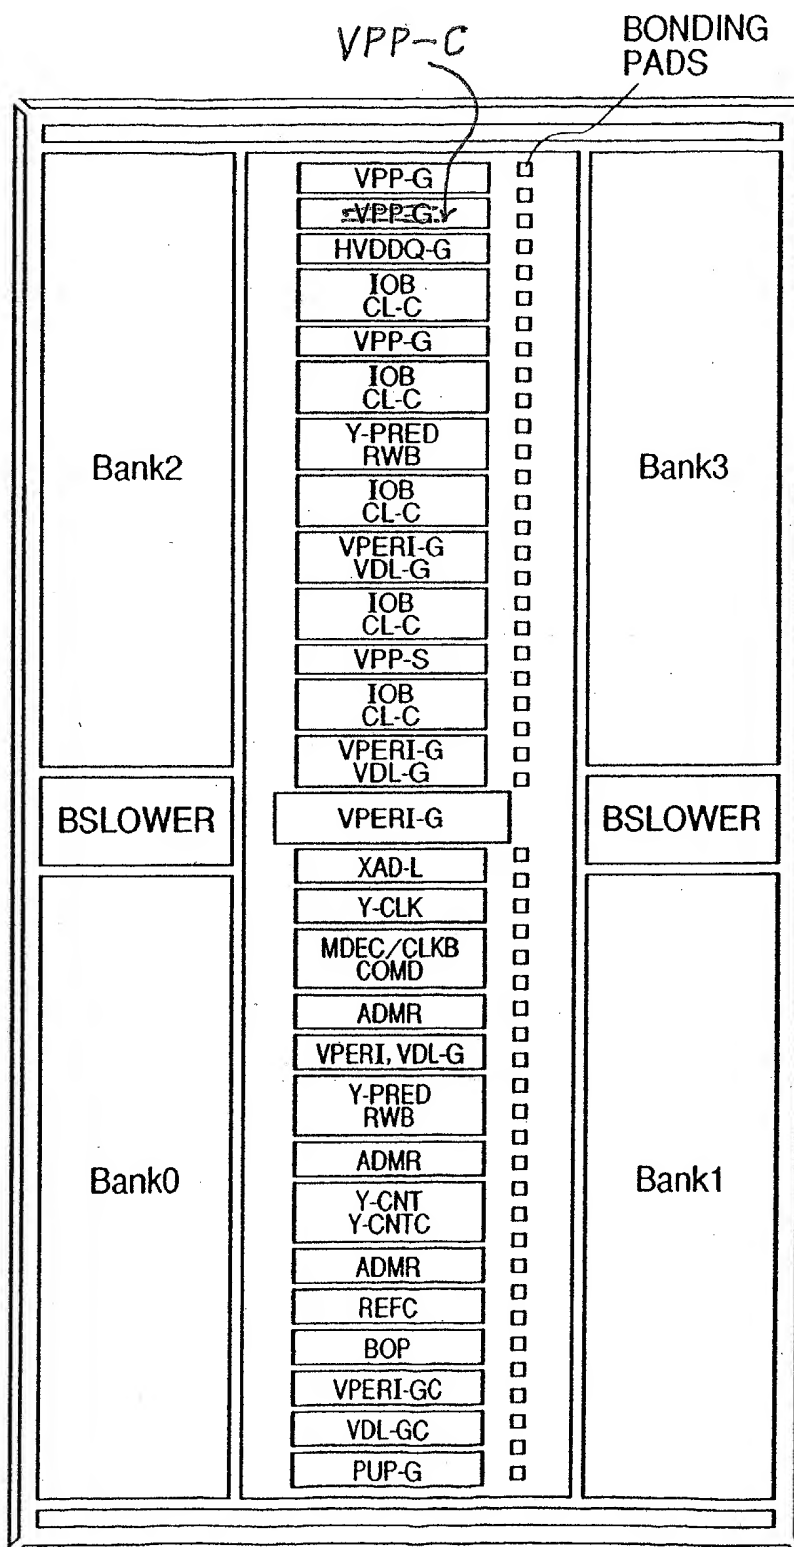 VPP-C
BONDING
PADS
VPP-G
VPP-G
HVDDQ-G
IOB
CL-C
VPP-G
IOB
CL-C
Y-PRED
RWB
Bank2
Bank3
IOB
CL-C
VPERI-G
VDL-G
IOB
CL-C
VPP-S
IOB
CL-C
VPERI-G
VDL-G
BSLOWER
VPERI-G
BSLOWER
XAD-L
Y-CLK
MDEC/CLKB
COMD
ADMR
VPERI, VDL-G
Y-PRED
RWB
ADMR
Bank0
Bank1
Y-CNT
Y-CNTC
ADMR
REFC
BOP
VPERI-GC
VDL-GC
PUP-G